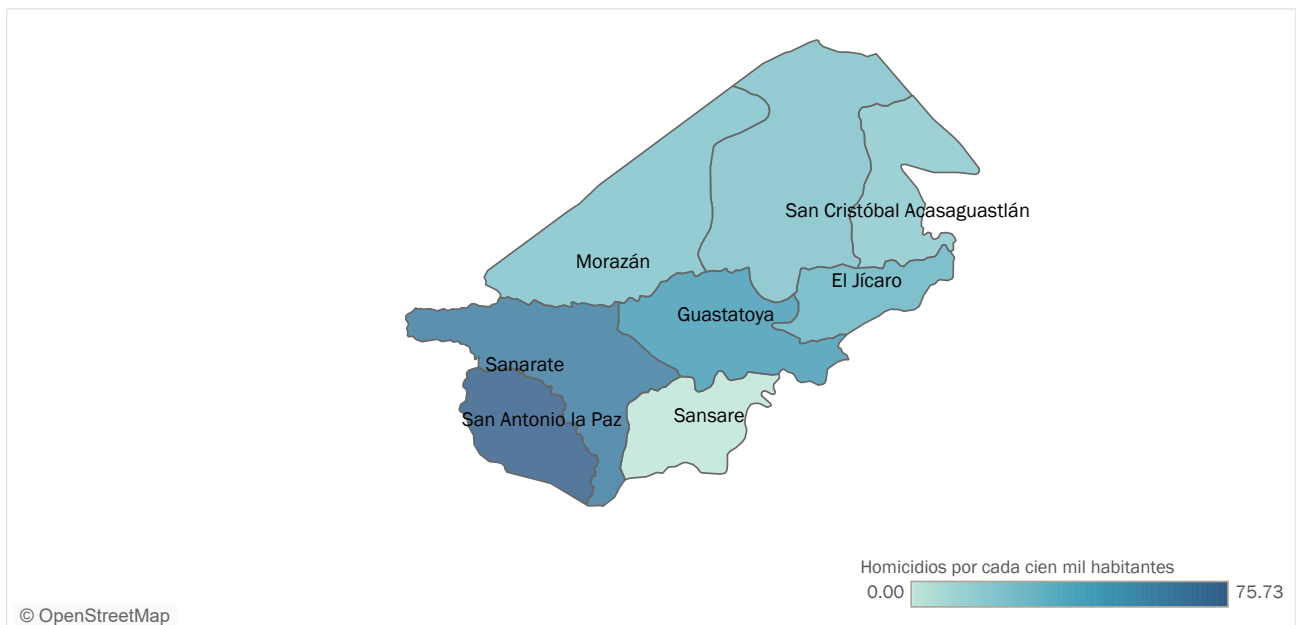 San Cristóbal Acasaguastlán
Morazán
El Jícaro
Guastatoya
Sanarate
San Antonio la Paz
Sansare
Homicidios por cada cien mil habitantes
0.00
75.73
© OpenStreetMap